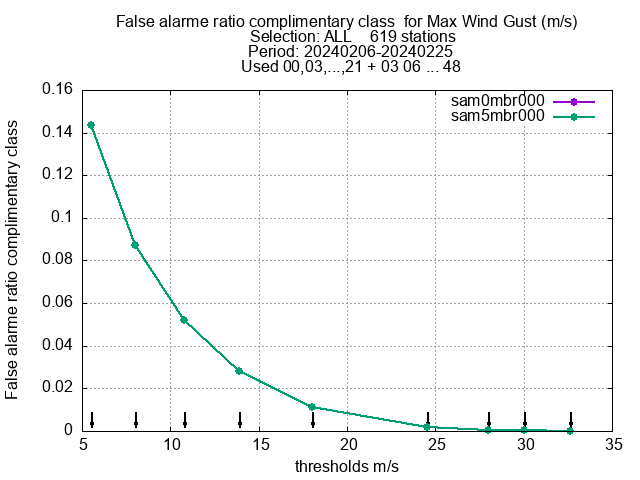 False alarme ratio complimentary class  for Max Wind Gust (m/s)
Selection: ALL    619 stations
Period: 20240206-20240225
Used 00,03,...,21 + 03 06 ... 48
sam0mbr000
sam5mbr000
0.16
0.14
0.12
0.1
0.08
0.06
0.04
0.02
0
False alarme ratio complimentary class
5 10 15 20 25 30 35
thresholds m/s